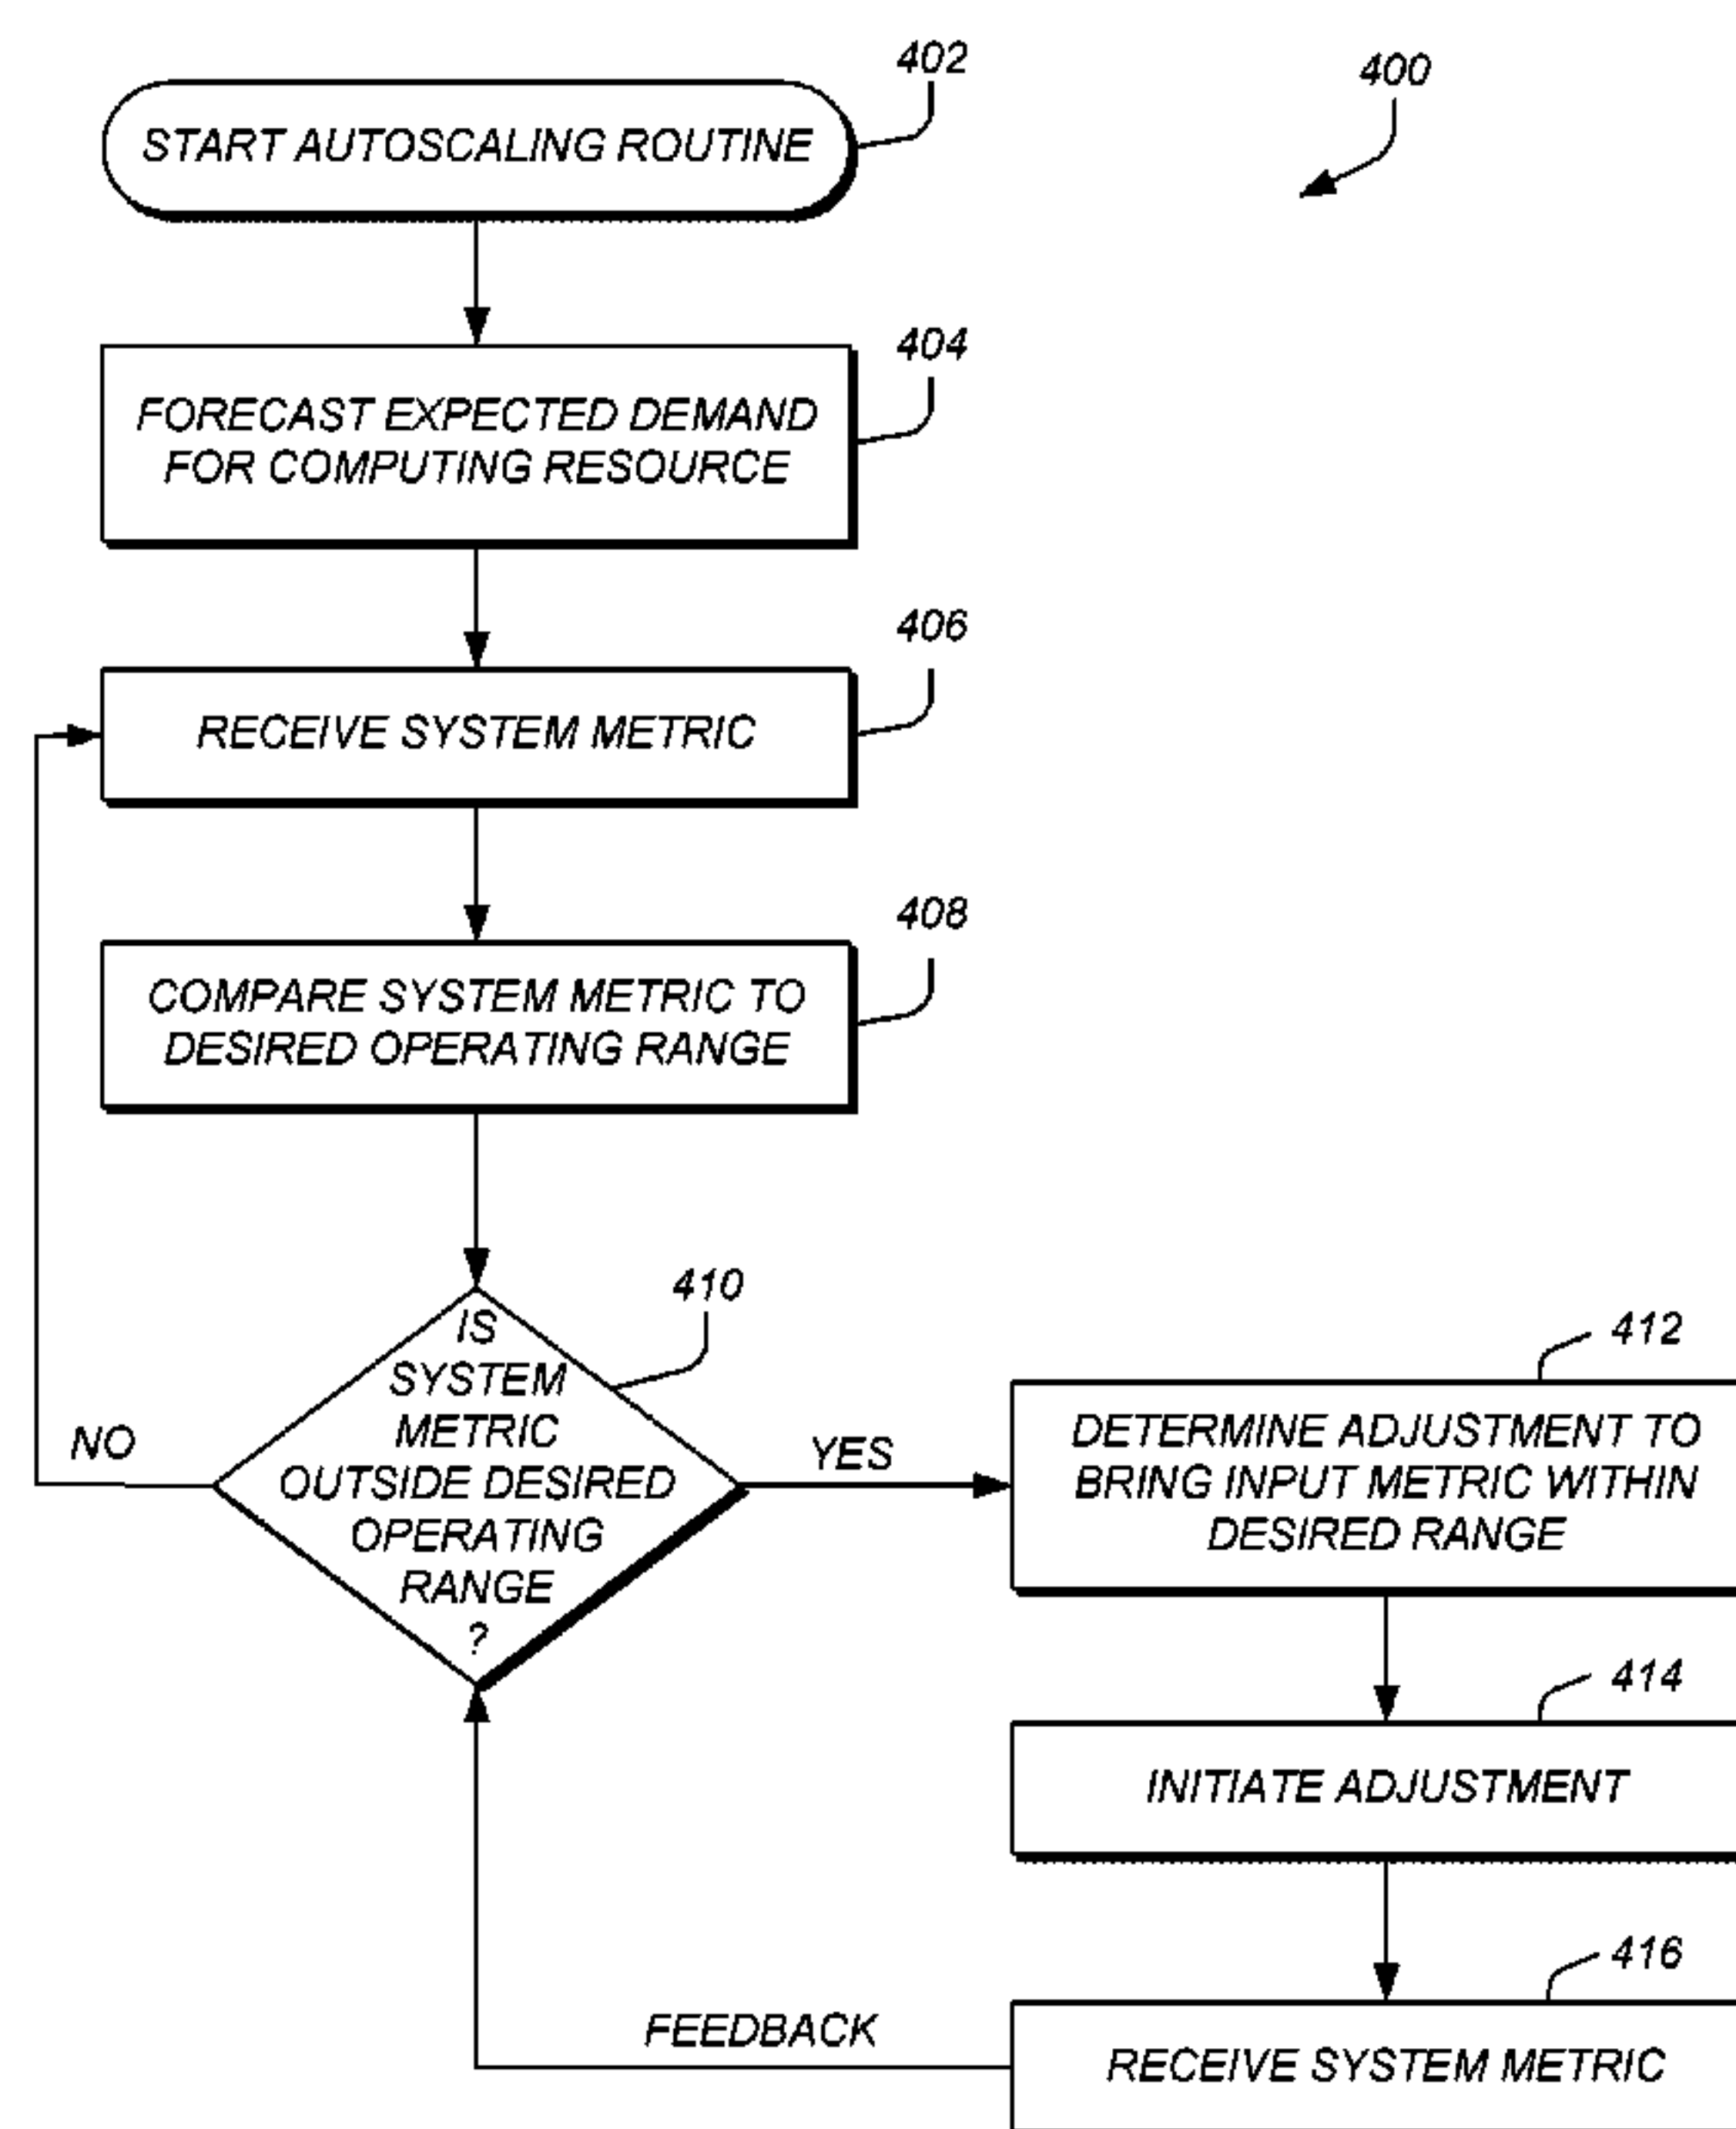 402
400
START AUTOSCALING ROUTINE
404
FORECAST EXPECTED DEMAND
FOR COMPUTING RESOURCE
406
RECEIVE SYSTEM METRIC
408
COMPARE SYSTEM METRIC TO
DESIRED OPERATING RANGE
410
IS
SYSTEM
METRIC
OUTSIDE DESIRED
OPERATING
RANGE
?
NO
YES
412
DETERMINE ADJUSTMENT TO
BRING INPUT METRIC WITHIN
DESIRED RANGE
414
INITIATE ADJUSTMENT
416
RECEIVE SYSTEM METRIC
FEEDBACK